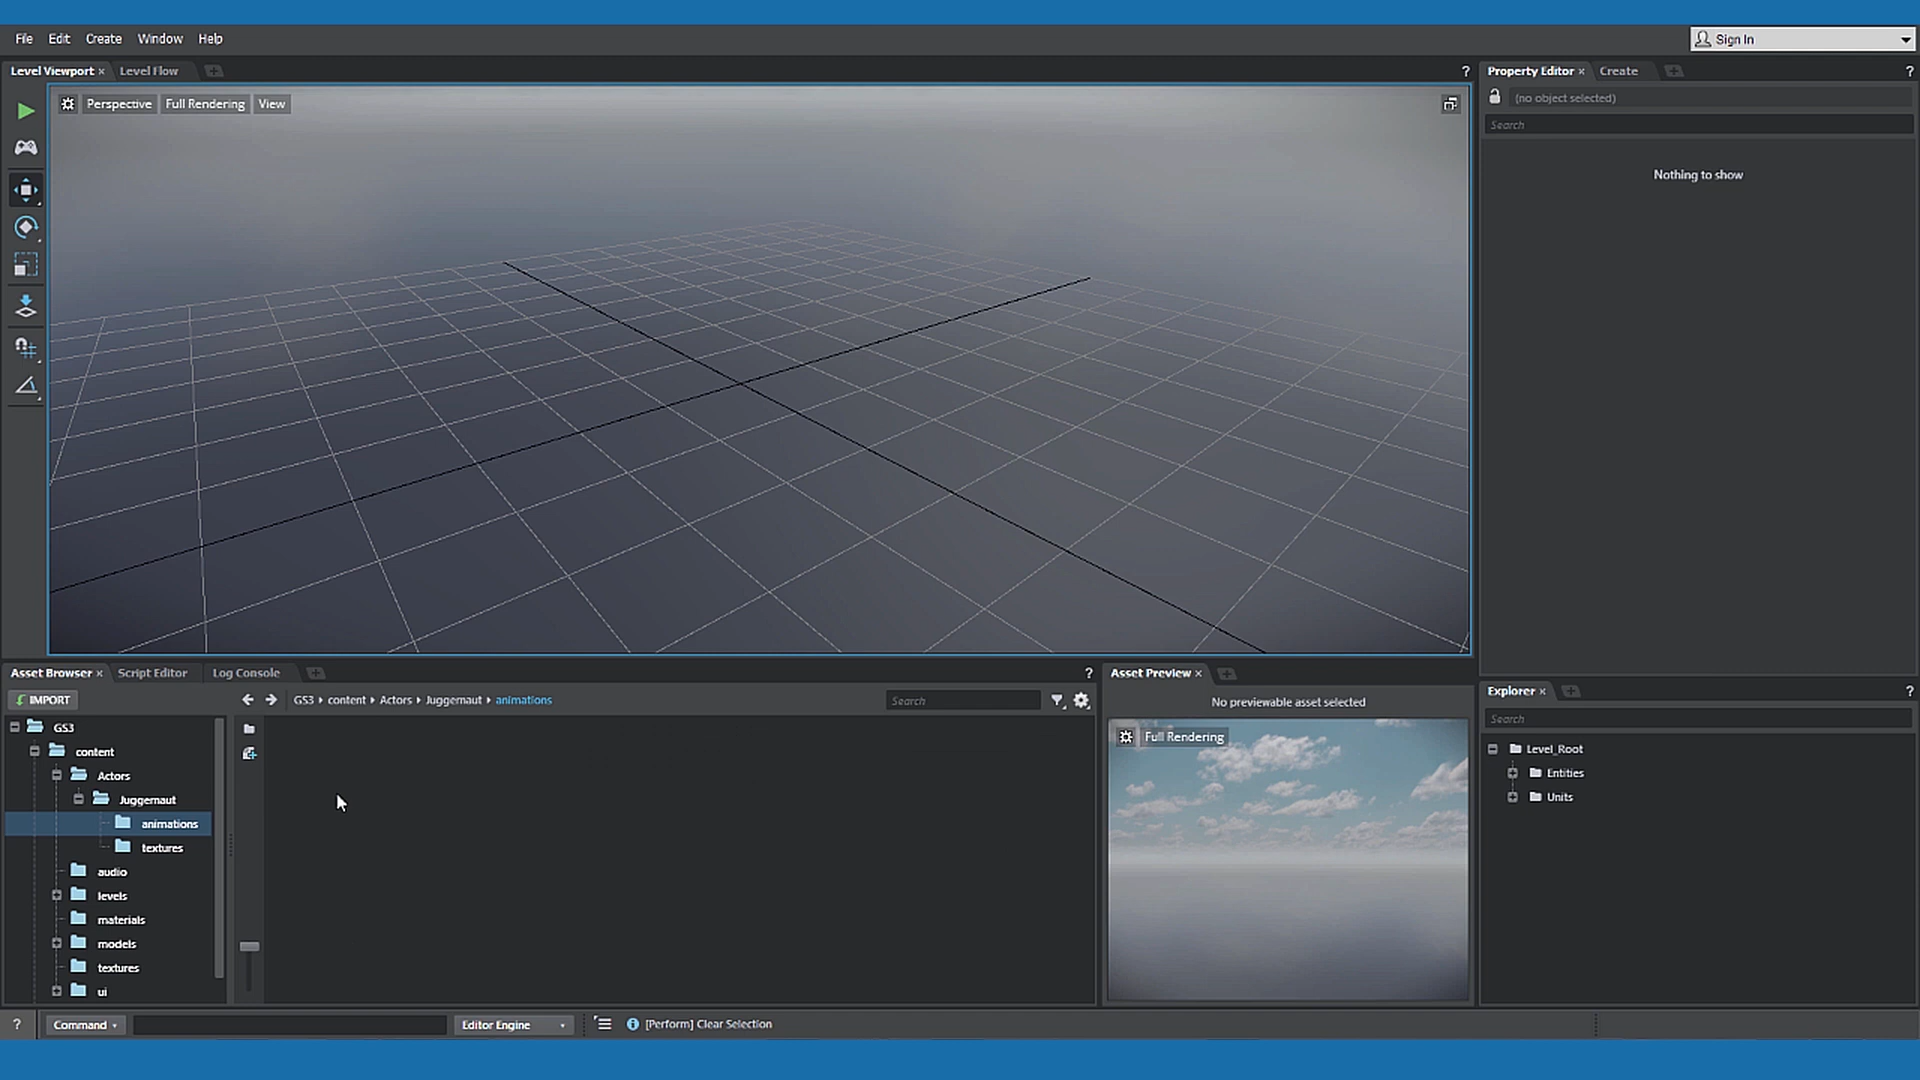 File Edit Create Window Help
Sign In
Level Viewport × Level Flow
?
Property Editor × Create
?
Perspective Full Rendering View
(no object selected)
Search
Nothing to show
Asset Browser × Script Editor Log Console
?
Asset Preview ×
IMPORT
GS3 content Actors Juggernaut animations
Search
No previewable asset selected
Full Rendering
GS3
content
Actors
Juggernaut
animations
textures
audio
levels
materials
models
textures
ui
Explorer ×
?
Search
Level_Root
Entities
Units
? Command Editor Engine [Perform] Clear Selection